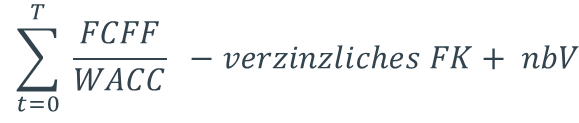 T
∑ FCFF / WACC − verzinzliches FK + nbV
t=0